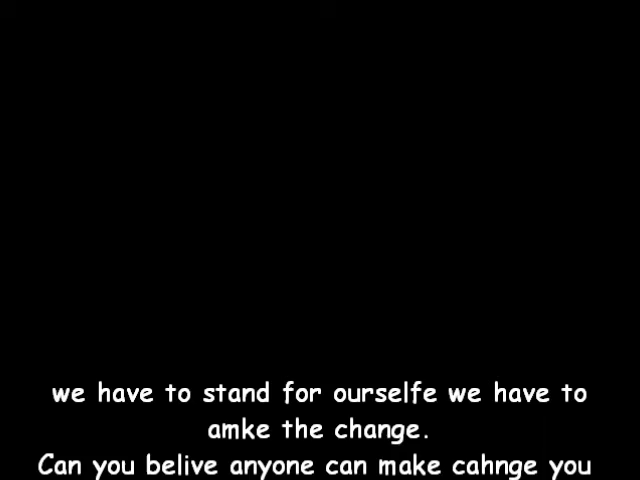 we have to stand for ourselfe we have to
amke the change.
Can you belive anyone can make cahnge you